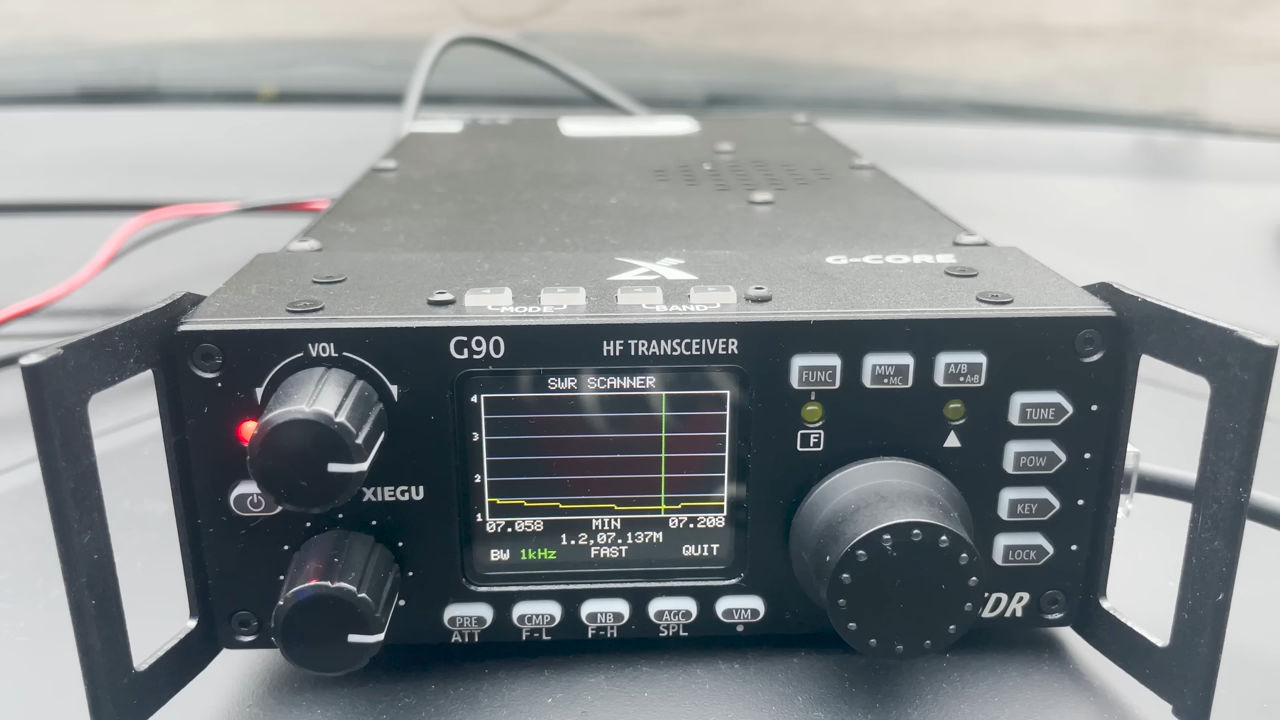 G-CORE
MODE BAND
VOL
G90 HF TRANSCEIVER
FUNC MW •MC A/B •A›B
F
TUNE
POW
KEY
LOCK
XIEGU
SWR SCANNER
4
3
2
1
07.058 MIN 07.208
1.2,07.137M
BW 1kHz FAST QUIT
PRE CMP NB AGC VM
ATT F-L F-H SPL
DR